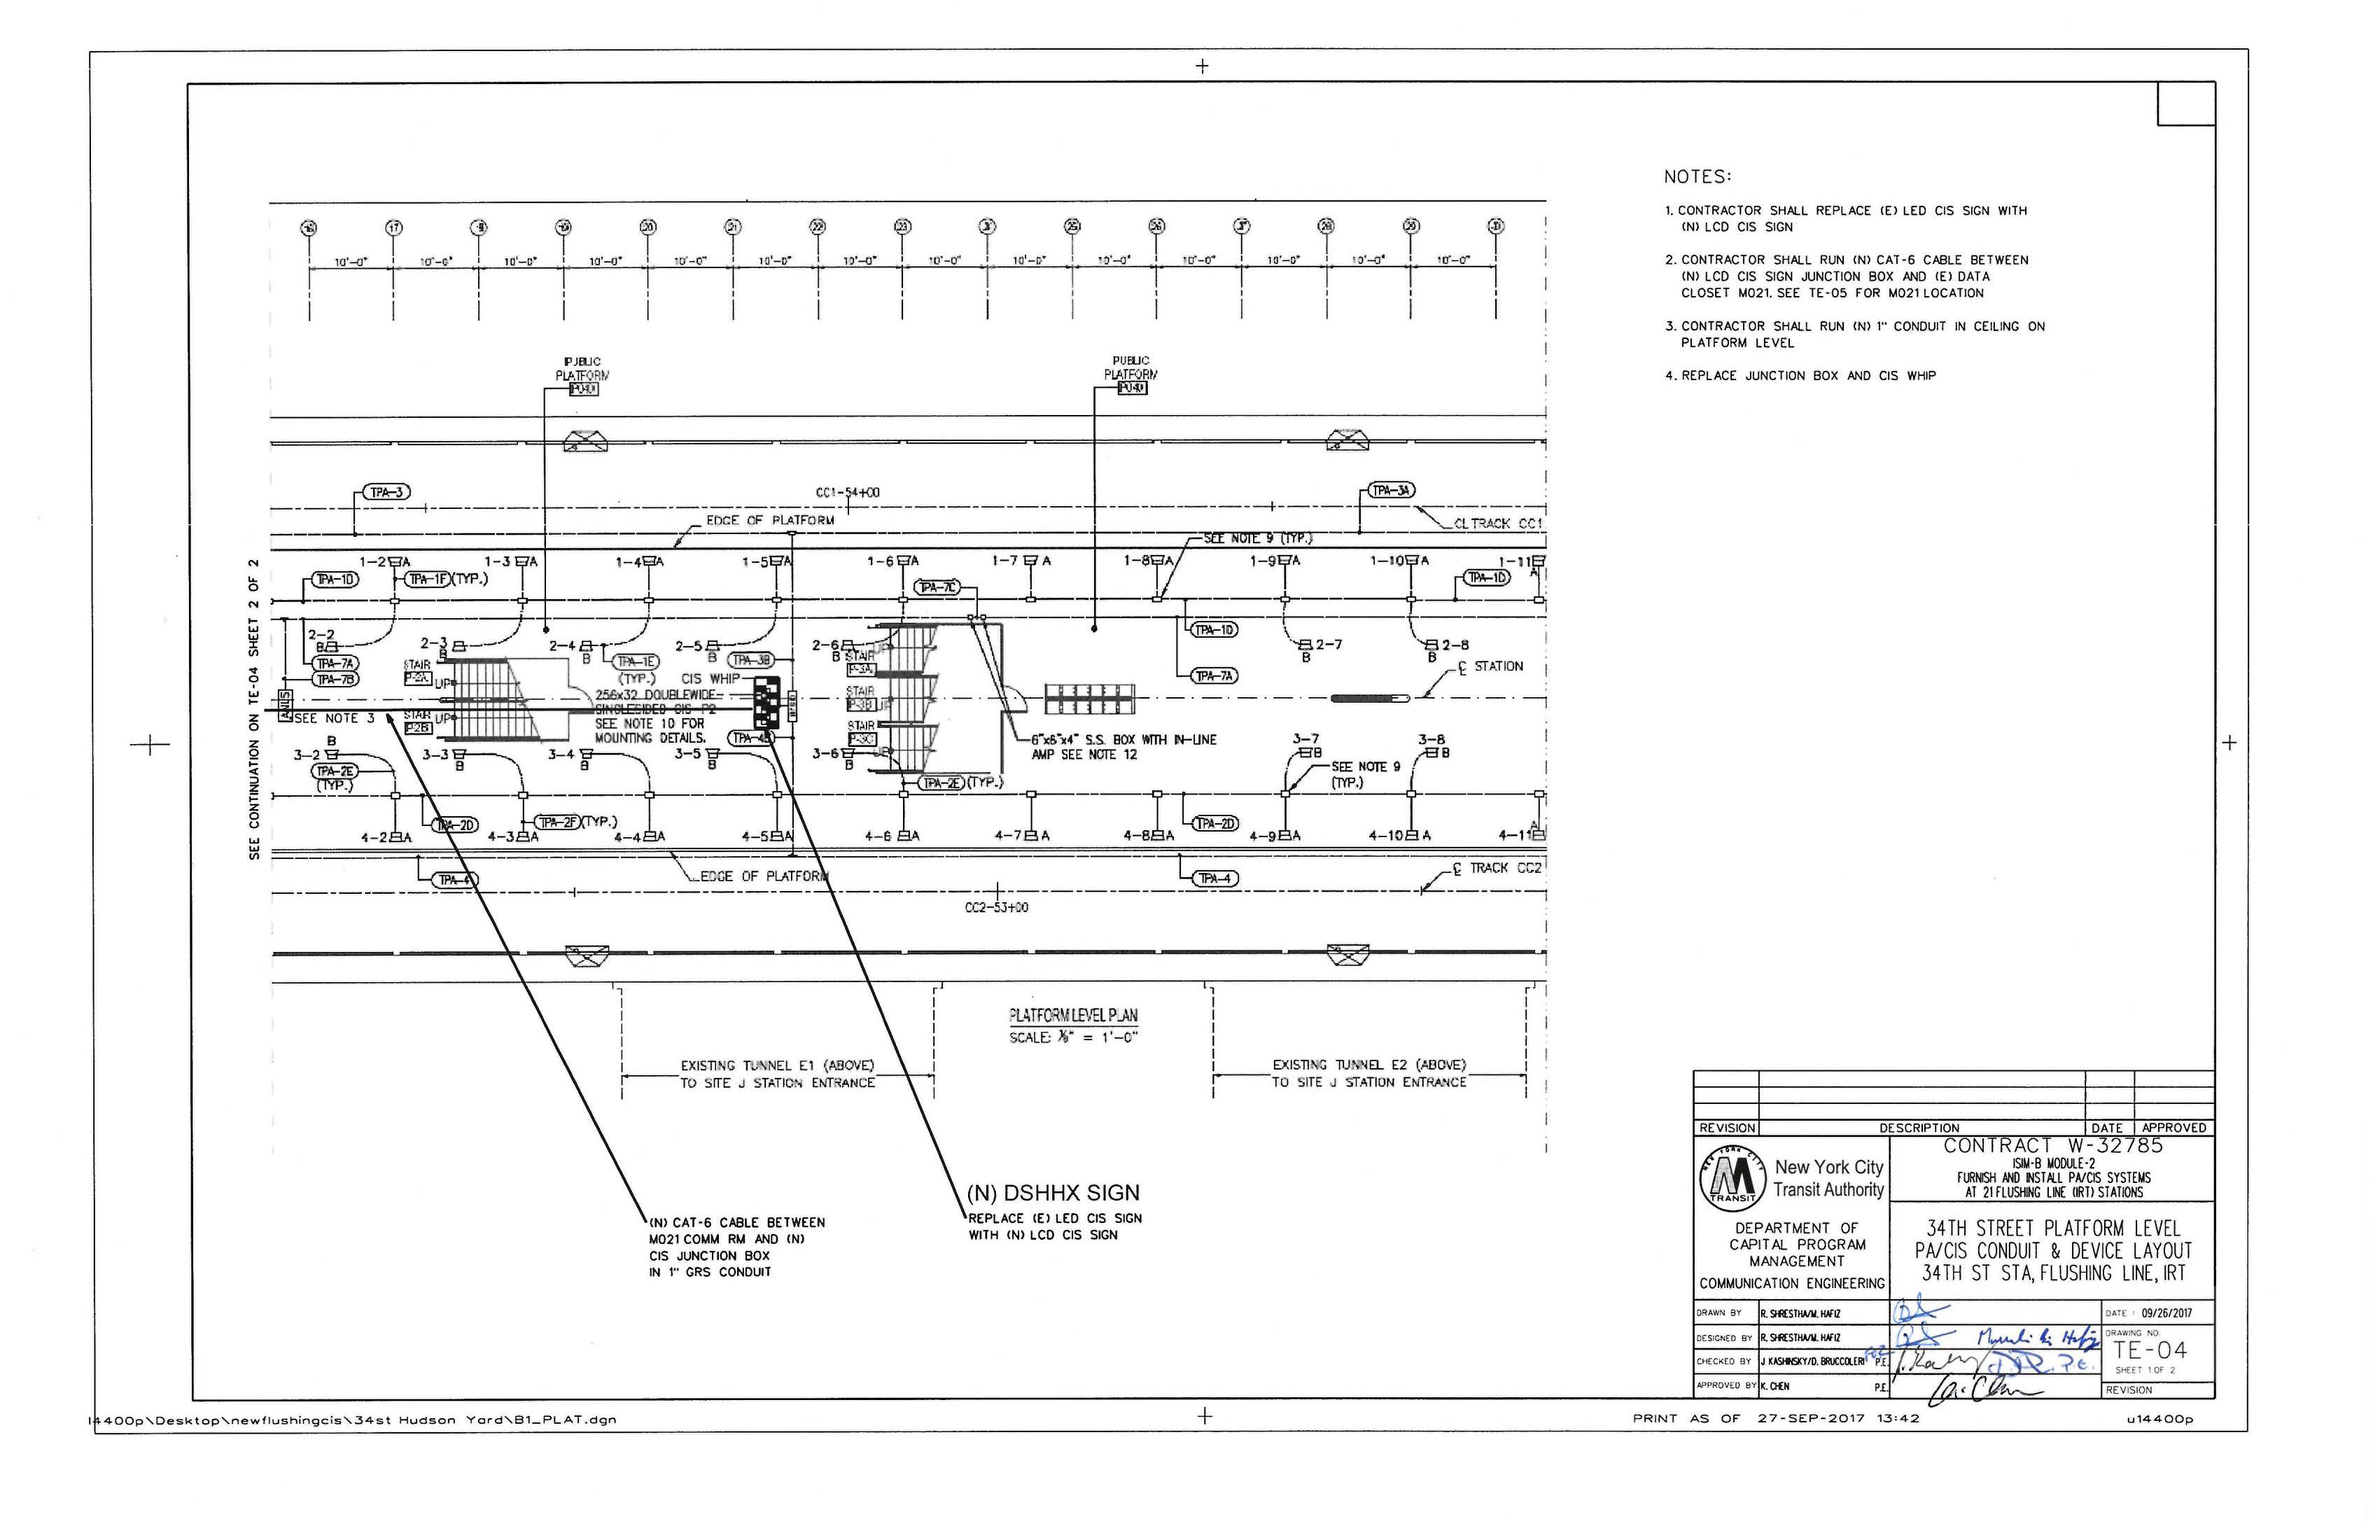 NOTES:
1. CONTRACTOR SHALL REPLACE (E) LED CIS SIGN WITH
(N) LCD CIS SIGN
2. CONTRACTOR SHALL RUN (N) CAT-6 CABLE BETWEEN
(N) LCD CIS SIGN JUNCTION BOX AND (E) DATA
CLOSET M021. SEE TE-05 FOR M021 LOCATION
3. CONTRACTOR SHALL RUN (N) 1" CONDUIT IN CEILING ON
PLATFORM LEVEL
4. REPLACE JUNCTION BOX AND CIS WHIP
17 20 21 22 23 25 26 28 29
10'-0" 10'-0" 10'-0" 10'-0" 10'-0" 10'-0" 10'-0" 10'-0" 10'-0" 10'-0" 10'-0" 10'-0" 10'-0" 10'-0"
PUBLIC
PLATFORM
PUBLIC
PLATFORM
TPA-3
CC1-54+00
TPA-3A
EDGE OF PLATFORM
CL TRACK CC1
SEE NOTE 9 (TYP.)
1-2 A 1-3 A 1-4 A 1-5 A 1-6 A 1-7 A 1-8 A 1-9 A 1-10 A 1-11
A
TPA-1D
TPA-1F (TYP.)
TPA-7C
TPA-1D
TPA-1D
2-2
B
2-3
B
2-4
B
2-5
B
2-6
B
2-7
B
2-8
B
TPA-7A
TPA-7B
TPA-1E
(TYP.)
TPA-3B
TPA-7A
STAIR
P-2A
UP
CIS WHIP
STAIR
P-3A
UP
℄ STATION
256x32 DOUBLEWIDE
SINGLESIDED CIS P2
SEE NOTE 10 FOR
MOUNTING DETAILS.
STAIR
P-3B
UP
SEE NOTE 3
STAIR
P2B
UP
TPA-4B
STAIR
P-3C
UP
6"x6"x4" S.S. BOX WITH IN-LINE
AMP SEE NOTE 12
B
3-2
3-3
B
3-4
B
3-5
B
3-6
B
3-7
B
3-8
B
TPA-2E
(TYP.)
TPA-2E (TYP.)
SEE NOTE 9
(TYP.)
TPA-2D
TPA-2F (TYP.)
TPA-2D
4-2 A 4-3 A 4-4 A 4-5 A 4-6 A 4-7 A 4-8 A 4-9 A 4-10 A 4-11
A
TPA-4
EDGE OF PLATFORM
TPA-4
℄ TRACK CC2
CC2-53+00
SEE CONTINUATION ON TE-04 SHEET 2 OF 2
PLATFORM LEVEL PLAN
SCALE: ⅛" = 1'-0"
EXISTING TUNNEL E1 (ABOVE)
TO SITE J STATION ENTRANCE
EXISTING TUNNEL E2 (ABOVE)
TO SITE J STATION ENTRANCE
(N) CAT-6 CABLE BETWEEN
M021 COMM RM AND (N)
CIS JUNCTION BOX
IN 1" GRS CONDUIT
(N) DSHHX SIGN
REPLACE (E) LED CIS SIGN
WITH (N) LCD CIS SIGN
REVISION DESCRIPTION DATE APPROVED
NEW YORK CITY
TRANSIT
New York City
Transit Authority
DEPARTMENT OF
CAPITAL PROGRAM
MANAGEMENT
COMMUNICATION ENGINEERING
CONTRACT W-32785
ISIM-B MODULE-2
FURNISH AND INSTALL PA/CIS SYSTEMS
AT 21 FLUSHING LINE (IRT) STATIONS
34TH STREET PLATFORM LEVEL
PA/CIS CONDUIT & DEVICE LAYOUT
34TH ST STA, FLUSHING LINE, IRT
DRAWN BY R. SHRESTHA/M. HAFIZ
DESIGNED BY R. SHRESTHA/M. HAFIZ
CHECKED BY J KASHINSKY/D. BRUCCOLERI FOR P.E.
P.E.
APPROVED BY K. CHEN P.E.
DATE : 09/26/2017
DRAWING NO.
TE-04
SHEET 1 OF 2
REVISION
14400p\Desktop\newflushingcis\34st Hudson Yard\B1_PLAT.dgn
PRINT AS OF 27-SEP-2017 13:42
u14400p